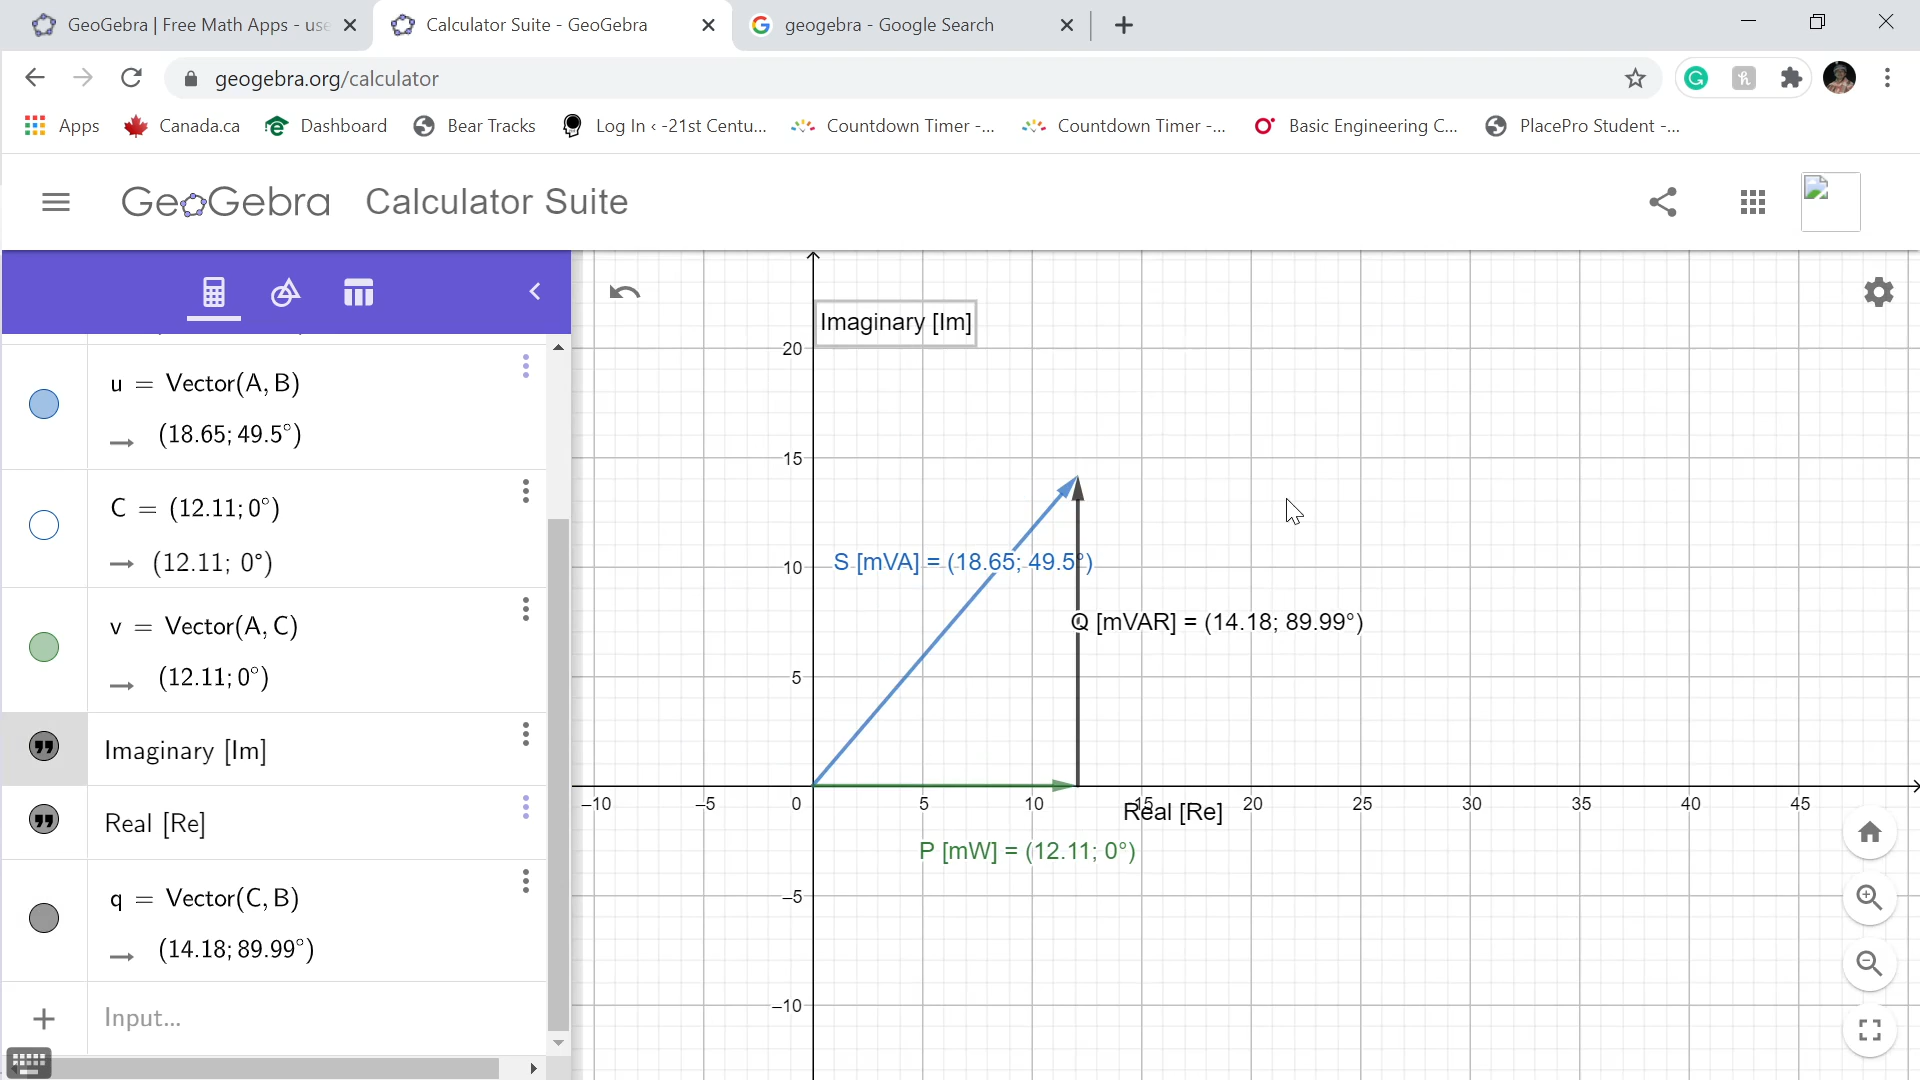 GeoGebra | Free Math Apps - use
Calculator Suite - GeoGebra
geogebra - Google Search
geogebra.org/calculator
Apps
Canada.ca
Dashboard
Bear Tracks
Log In ‹ -21st Centu...
Countdown Timer -...
Countdown Timer -...
Basic Engineering C...
PlacePro Student -...
GeoGebra Calculator Suite
u = Vector(A, B)
→ (18.65; 49.5°)
C = (12.11; 0°)
→ (12.11; 0°)
v = Vector(A, C)
→ (12.11; 0°)
Imaginary [Im]
Real [Re]
q = Vector(C, B)
→ (14.18; 89.99°)
Input...
Imaginary [Im]
20
15
10
S [mVA] = (18.65; 49.5°)
Q [mVAR] = (14.18; 89.99°)
5
–10 –5 0 5 10 15 20 25 30 35 40 45
Real [Re]
P [mW] = (12.11; 0°)
–5
–10